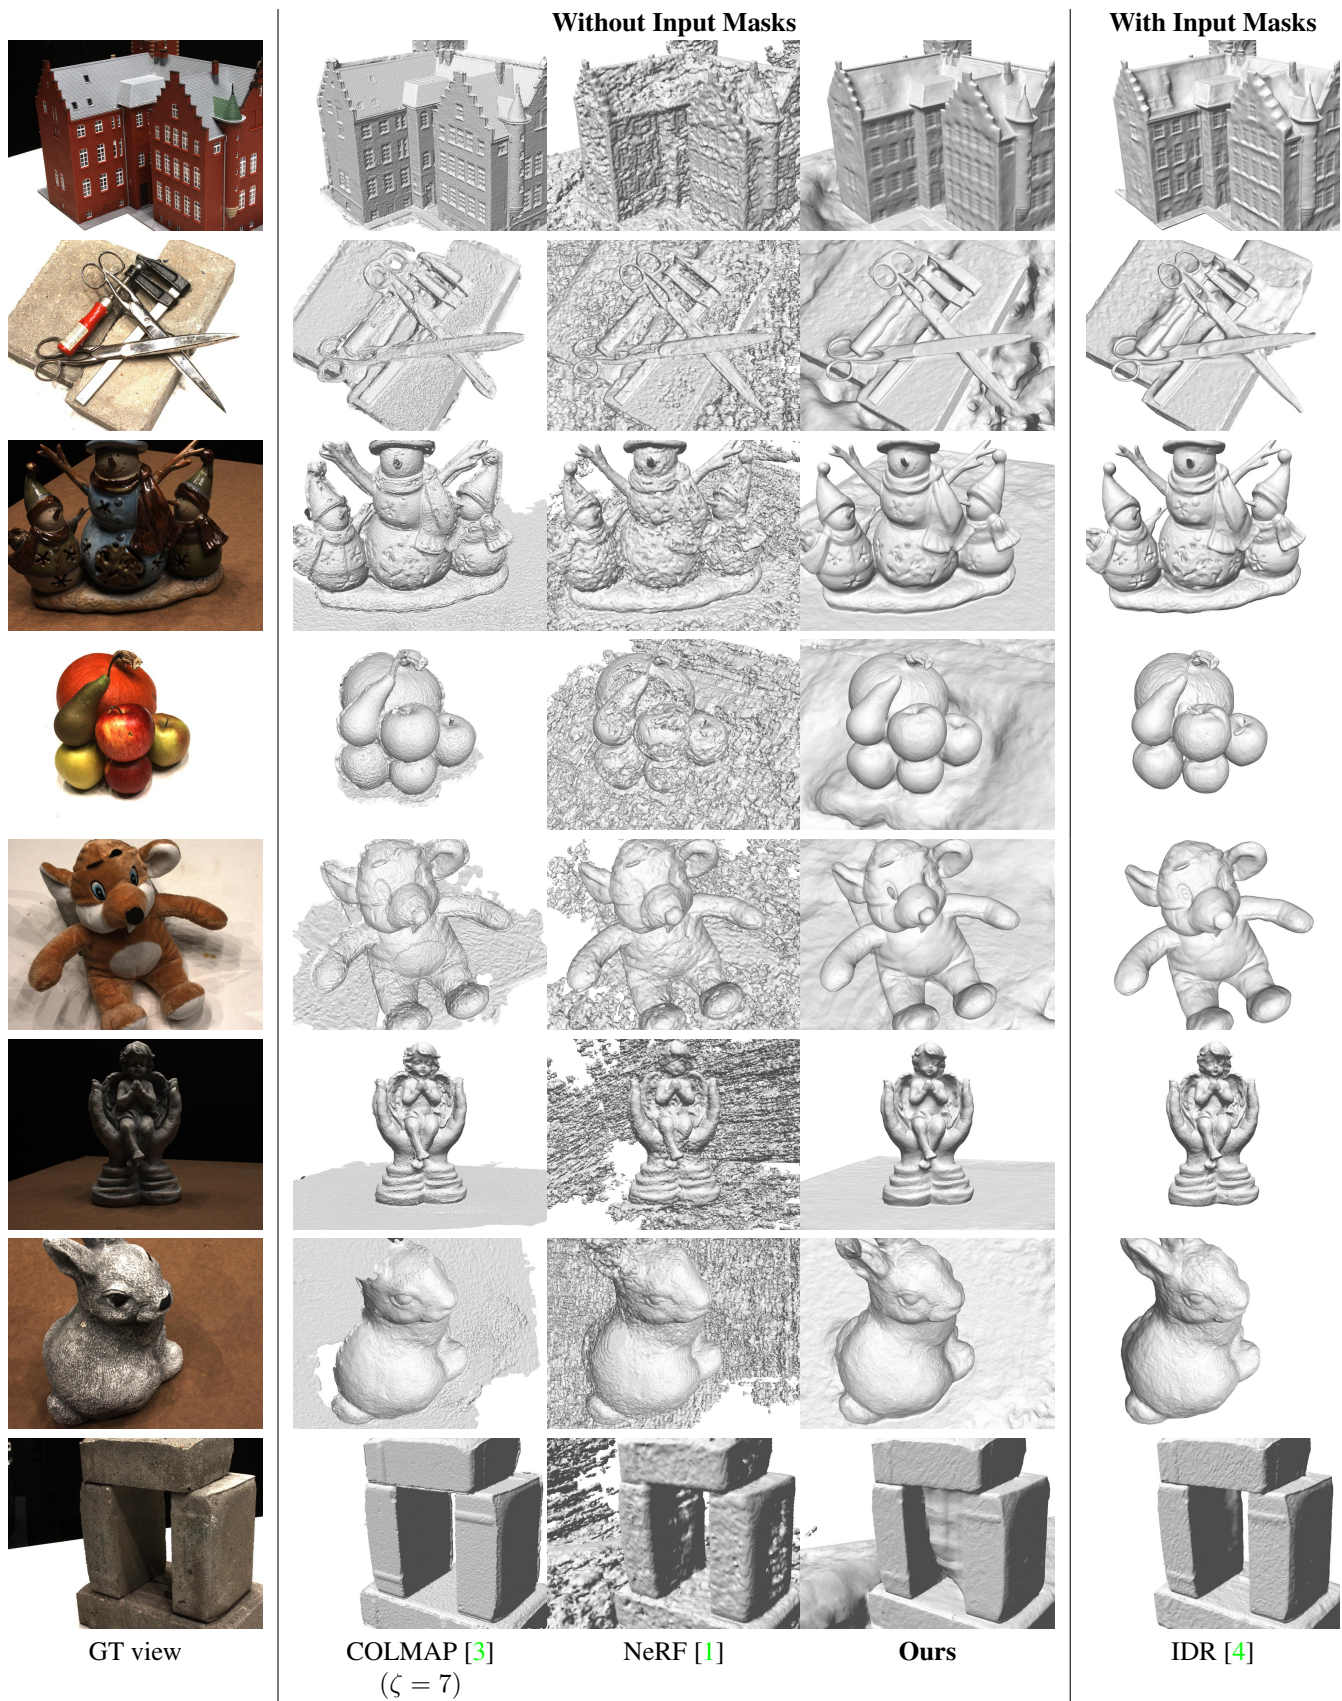 Without Input Masks
With Input Masks
GT view
COLMAP [3]
(ζ = 7)
NeRF [1]
Ours
IDR [4]